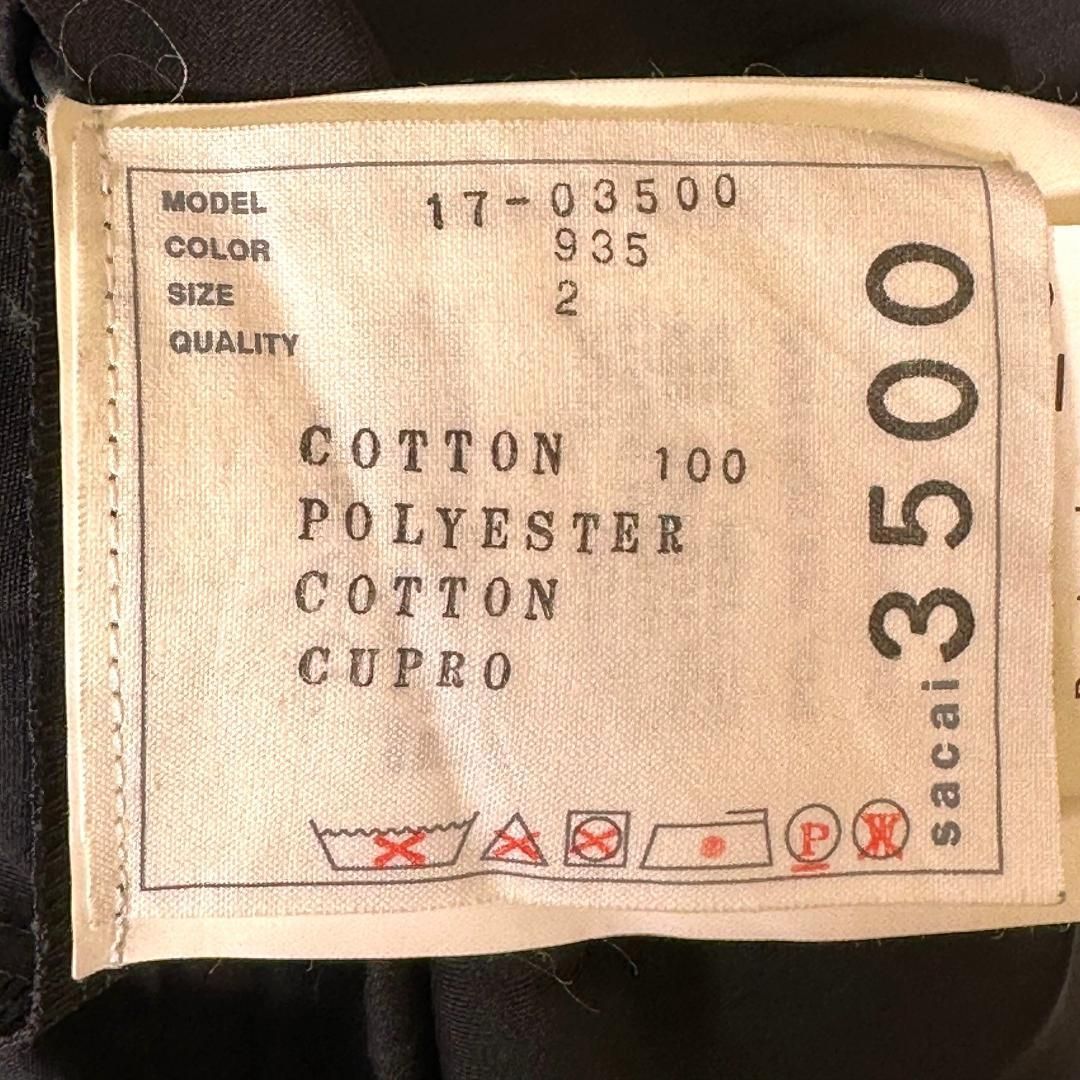 MODEL 17-03500
COLOR 935
SIZE 2
QUALITY
COTTON 100
POLYESTER
COTTON
CUPRO
P W
sacai 3500